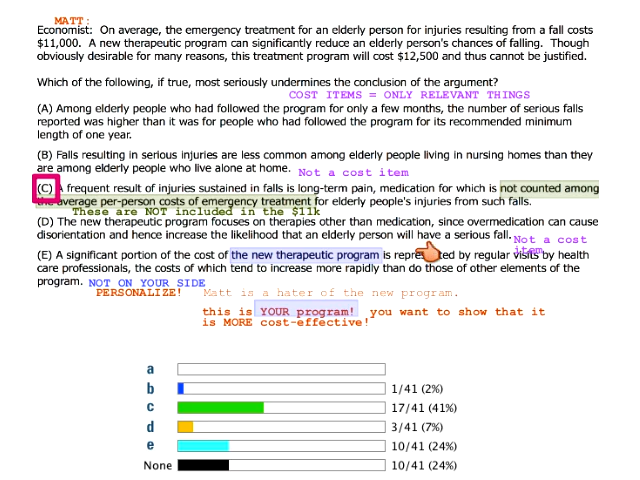 MATT:
Economist: On average, the emergency treatment for an elderly person for injuries resulting from a fall costs
$11,000. A new therapeutic program can significantly reduce an elderly person's chances of falling. Though
obviously desirable for many reasons, this treatment program will cost $12,500 and thus cannot be justified.
Which of the following, if true, most seriously undermines the conclusion of the argument?
COST ITEMS = ONLY RELEVANT THINGS
(A) Among elderly people who had followed the program for only a few months, the number of serious falls
reported was higher than it was for people who had followed the program for its recommended minimum
length of one year.
(B) Falls resulting in serious injuries are less common among elderly people living in nursing homes than they
are among elderly people who live alone at home. Not a cost item
(C) A frequent result of injuries sustained in falls is long-term pain, medication for which is not counted among
the average per-person costs of emergency treatment for elderly people's injuries from such falls.
These are NOT included in the $11k
(D) The new therapeutic program focuses on therapies other than medication, since overmedication can cause
disorientation and hence increase the likelihood that an elderly person will have a serious fall. Not a cost
item
(E) A significant portion of the cost of the new therapeutic program is represented by regular visits by health
care professionals, the costs of which tend to increase more rapidly than do those of other elements of the
program. NOT ON YOUR SIDE
PERSONALIZE! Matt is a hater of the new program.
this is YOUR program! you want to show that it
is MORE cost-effective!
a
b 1/41 (2%)
c 17/41 (41%)
d 3/41 (7%)
e 10/41 (24%)
None 10/41 (24%)